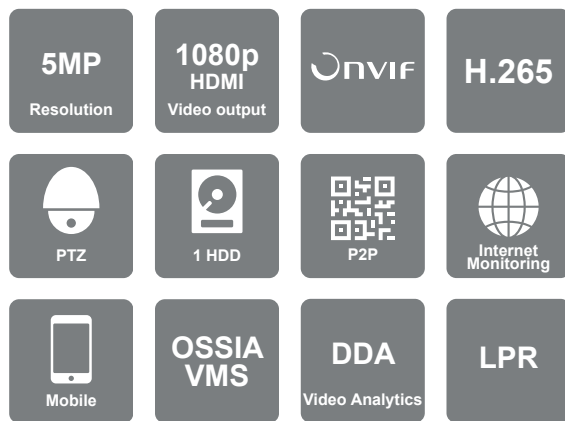 5MP
Resolution
1080p
HDMI
Video output
ONVIF
H.265
PTZ
1 HDD
P2P
Internet
Monitoring
Mobile
OSSIA
VMS
DDA
Video Analytics
LPR